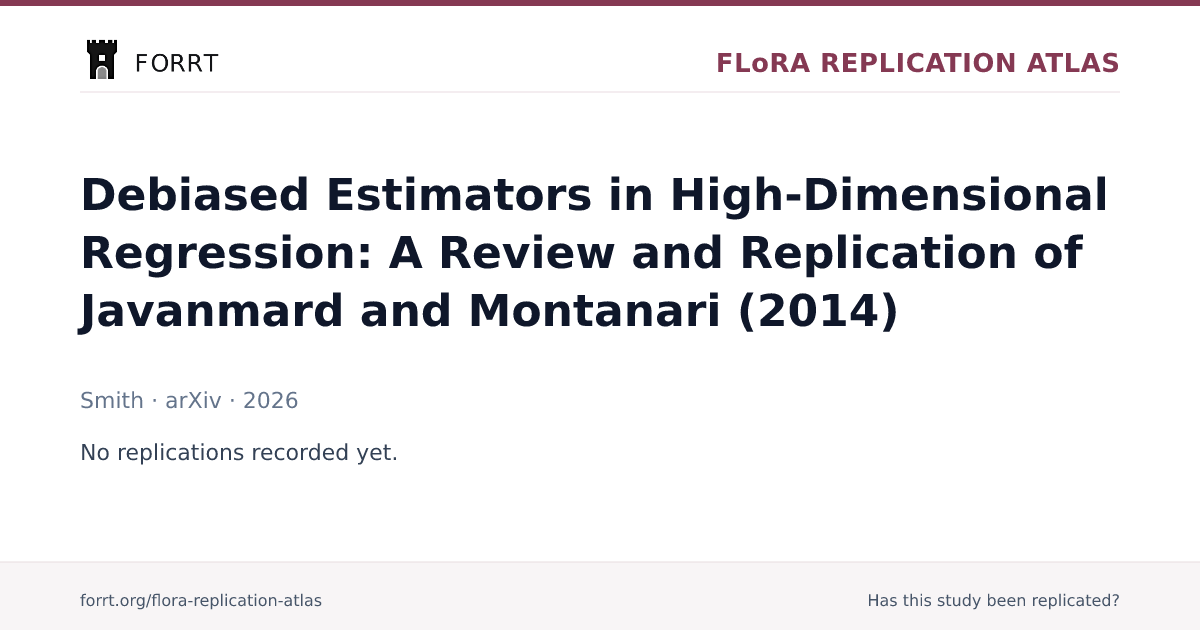 FORRT
FLoRA REPLICATION ATLAS
Debiased Estimators in High-Dimensional
Regression: A Review and Replication of
Javanmard and Montanari (2014)
Smith · arXiv · 2026
No replications recorded yet.
forrt.org/flora-replication-atlas
Has this study been replicated?